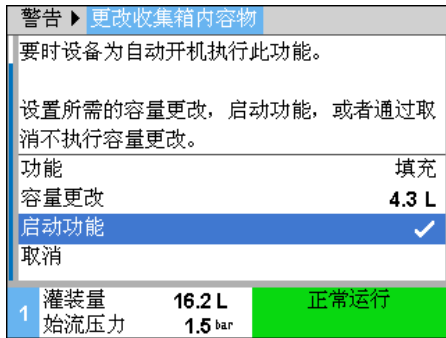 警告 ▶ 更改收集箱内容物
要时设备为自动开机执行此功能。
设置所需的容量更改，启动功能，或者通过取
消不执行容量更改。
功能 填充
容量更改 4.3 L
启动功能 ✓
取消
1 灌装量 16.2 L 正常运行
始流压力 1.5 bar